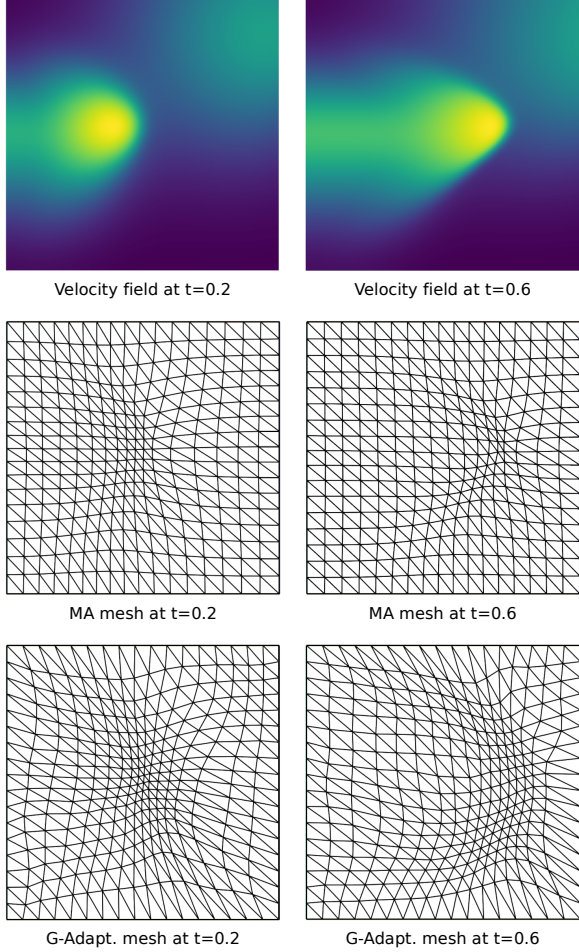 Velocity field at t=0.2
Velocity field at t=0.6
MA mesh at t=0.2
MA mesh at t=0.6
G-Adapt. mesh at t=0.2
G-Adapt. mesh at t=0.6